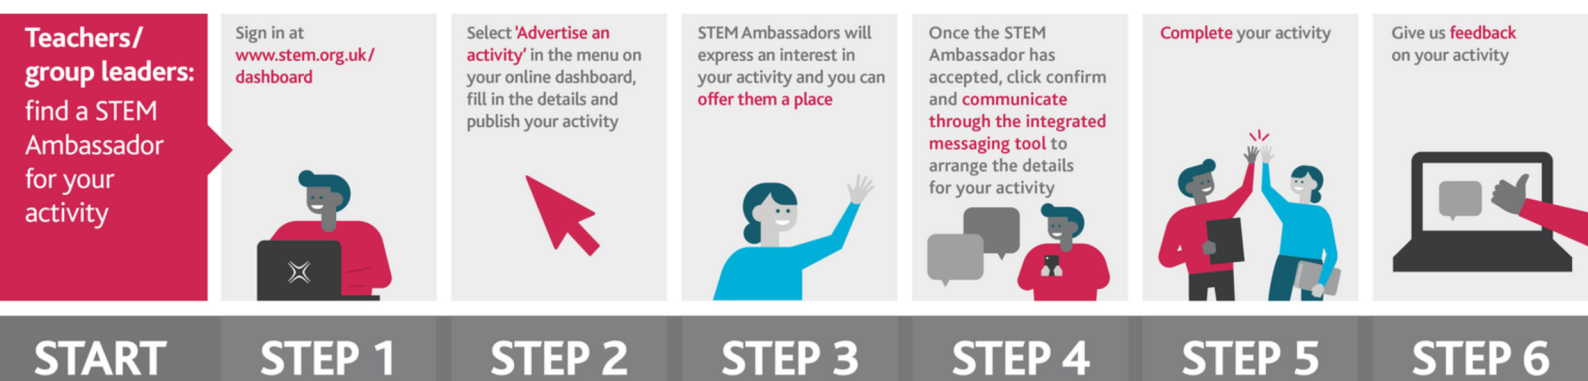 Teachers/
group leaders:
find a STEM
Ambassador
for your
activity
Sign in at
www.stem.org.uk/
dashboard
Select 'Advertise an
activity' in the menu on
your online dashboard,
fill in the details and
publish your activity
STEM Ambassadors will
express an interest in
your activity and you can
offer them a place
Once the STEM
Ambassador has
accepted, click confirm
and communicate
through the integrated
messaging tool to
arrange the details
for your activity
Complete your activity
Give us feedback
on your activity
START
STEP 1
STEP 2
STEP 3
STEP 4
STEP 5
STEP 6